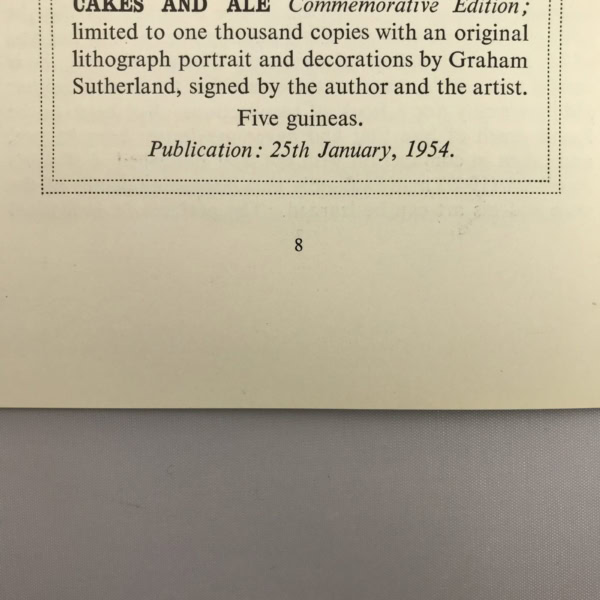 CAKES AND ALE Commemorative Edition;
limited to one thousand copies with an original
lithograph portrait and decorations by Graham
Sutherland, signed by the author and the artist.
Five guineas.
Publication: 25th January, 1954.
8